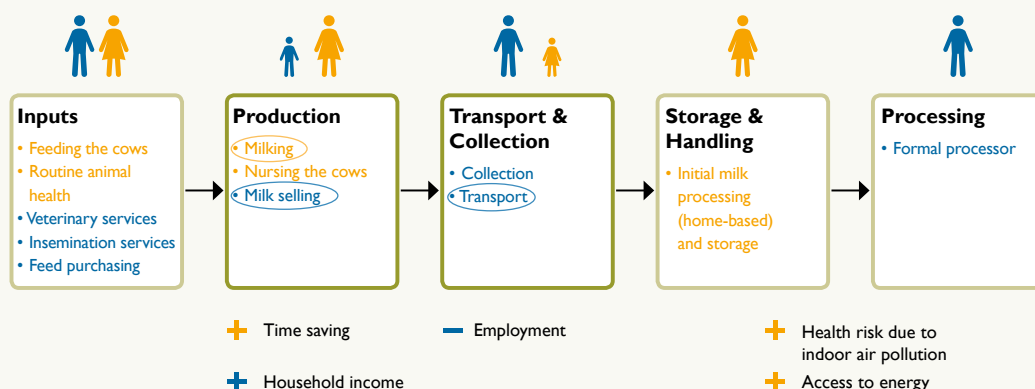 Inputs
• Feeding the cows
• Routine animal
health
• Veterinary services
• Insemination services
• Feed purchasing
Production
• Milking
• Nursing the cows
• Milk selling
Transport &
Collection
• Collection
• Transport
Storage &
Handling
• Initial milk
processing
(home-based)
and storage
Processing
• Formal processor
+ Time saving
+ Household income
− Employment
+ Health risk due to
indoor air pollution
+ Access to energy